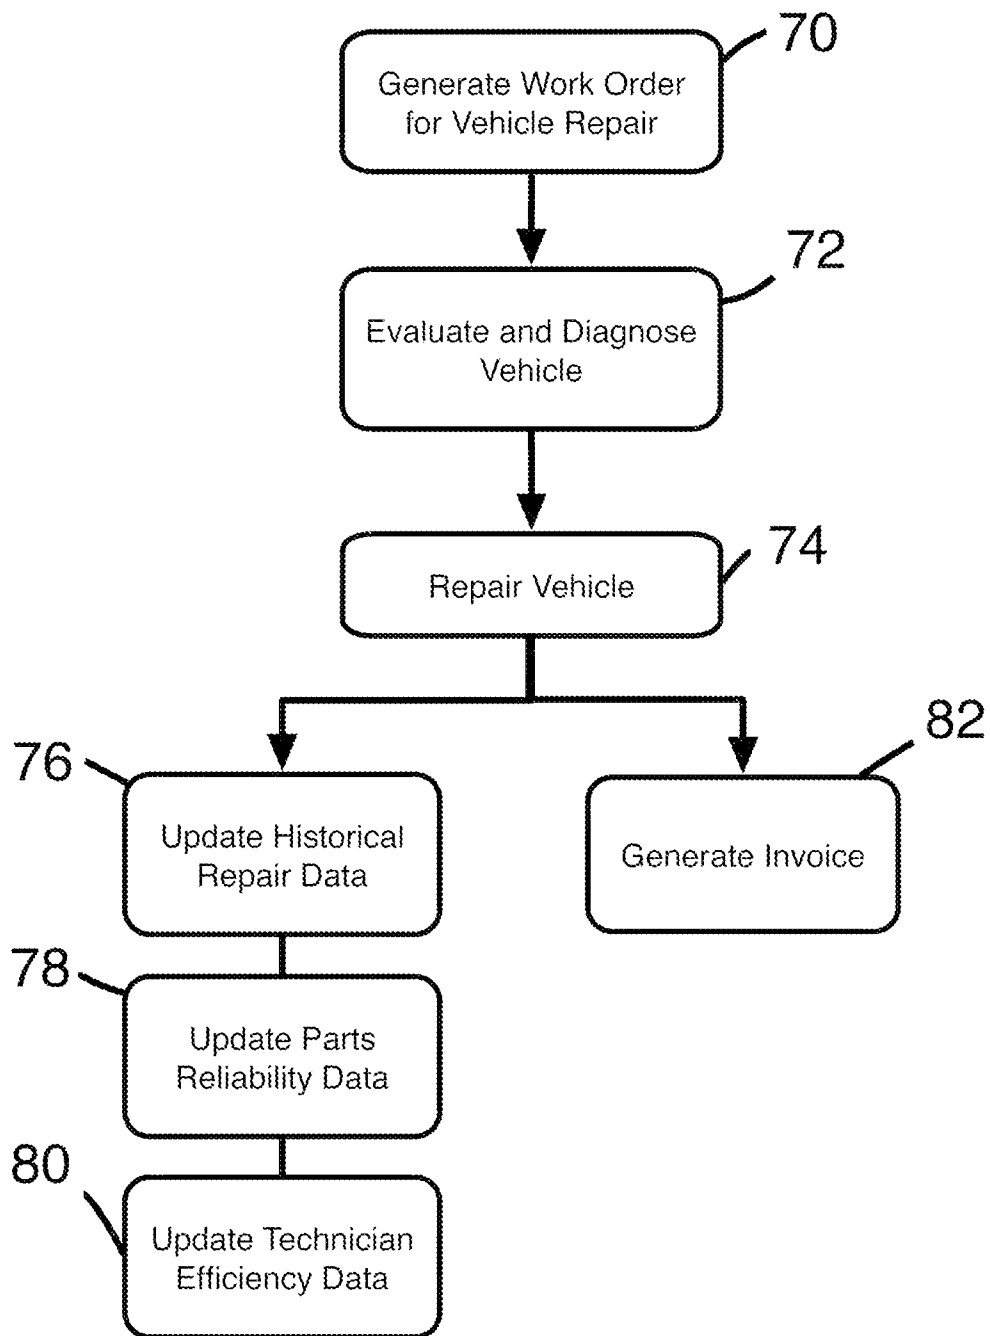 70
Generate Work Order
for Vehicle Repair
72
Evaluate and Diagnose
Vehicle
74
Repair Vehicle
76
Update Historical
Repair Data
82
Generate Invoice
78
Update Parts
Reliability Data
80
Update Technician
Efficiency Data